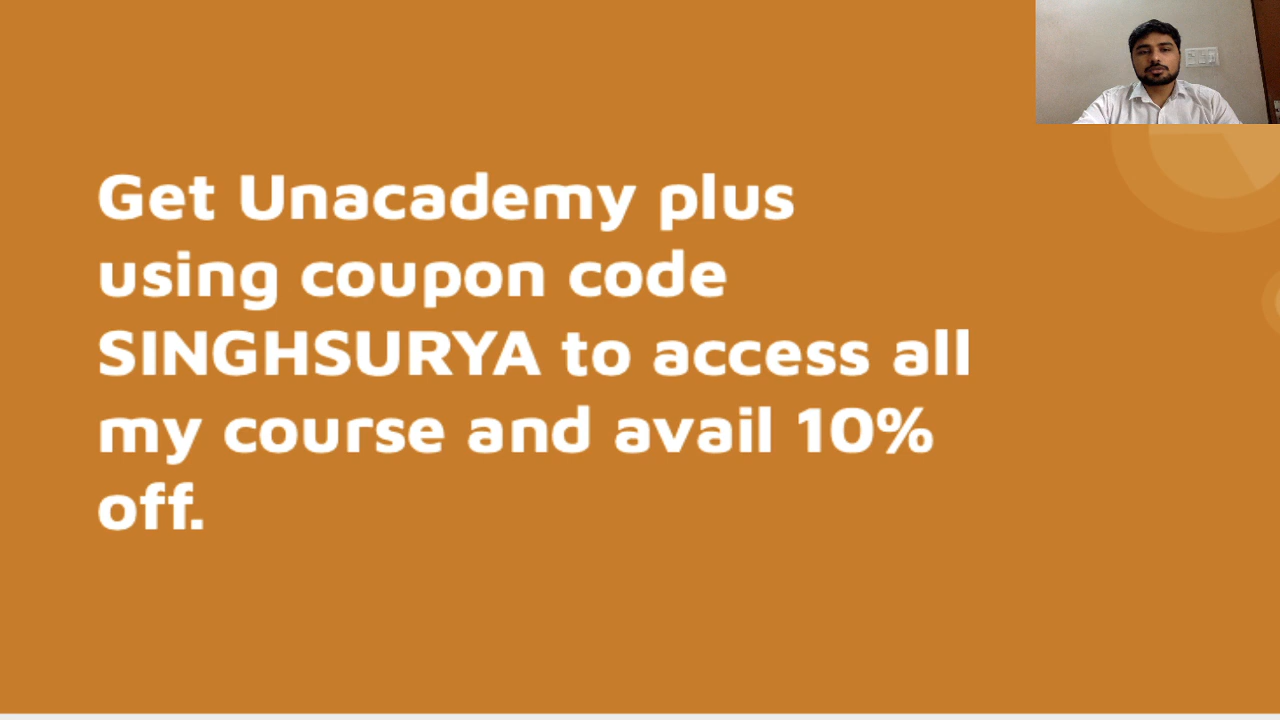 Get Unacademy plus
using coupon code
SINGHSURYA to access all
my course and avail 10%
off.